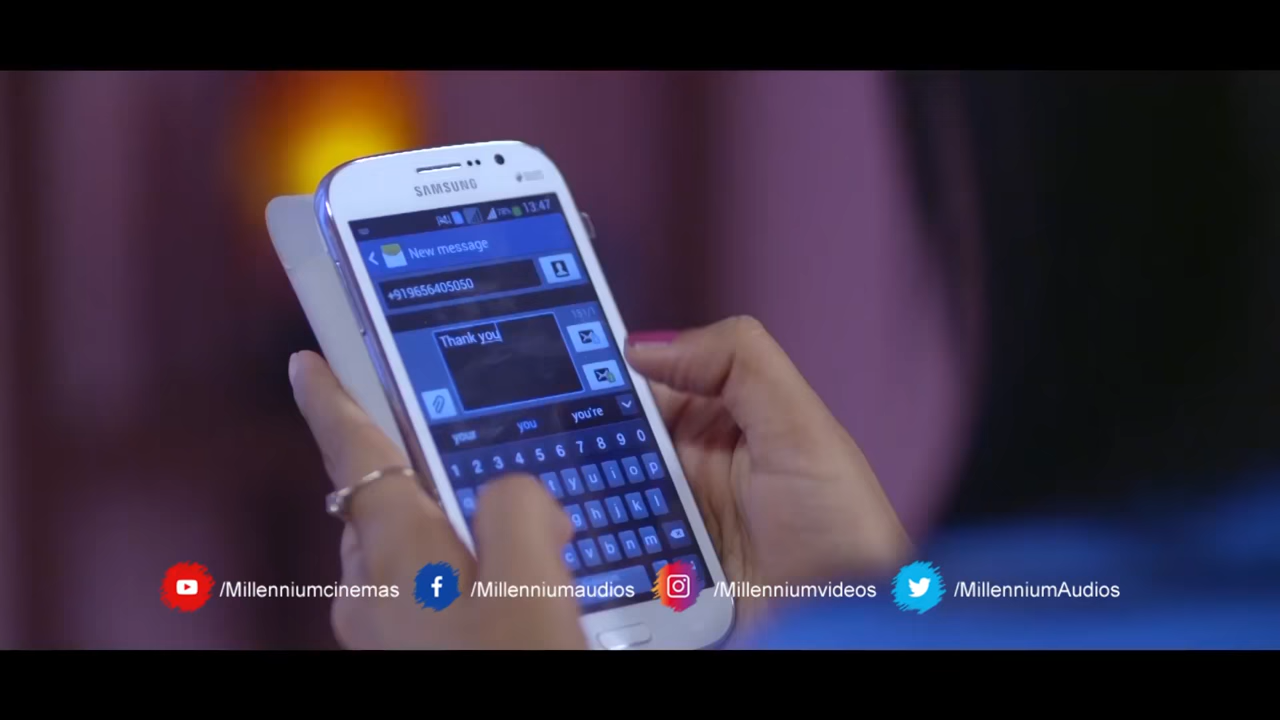 SAMSUNG
13:47
New message
+919656405050
Thank you
your you you're
1 2 3 4 5 6 7 8 9 0
t y u i o p
g h j k l
c v b n m
/Millenniumcinemas /Millenniumaudios /Millenniumvideos /MillenniumAudios